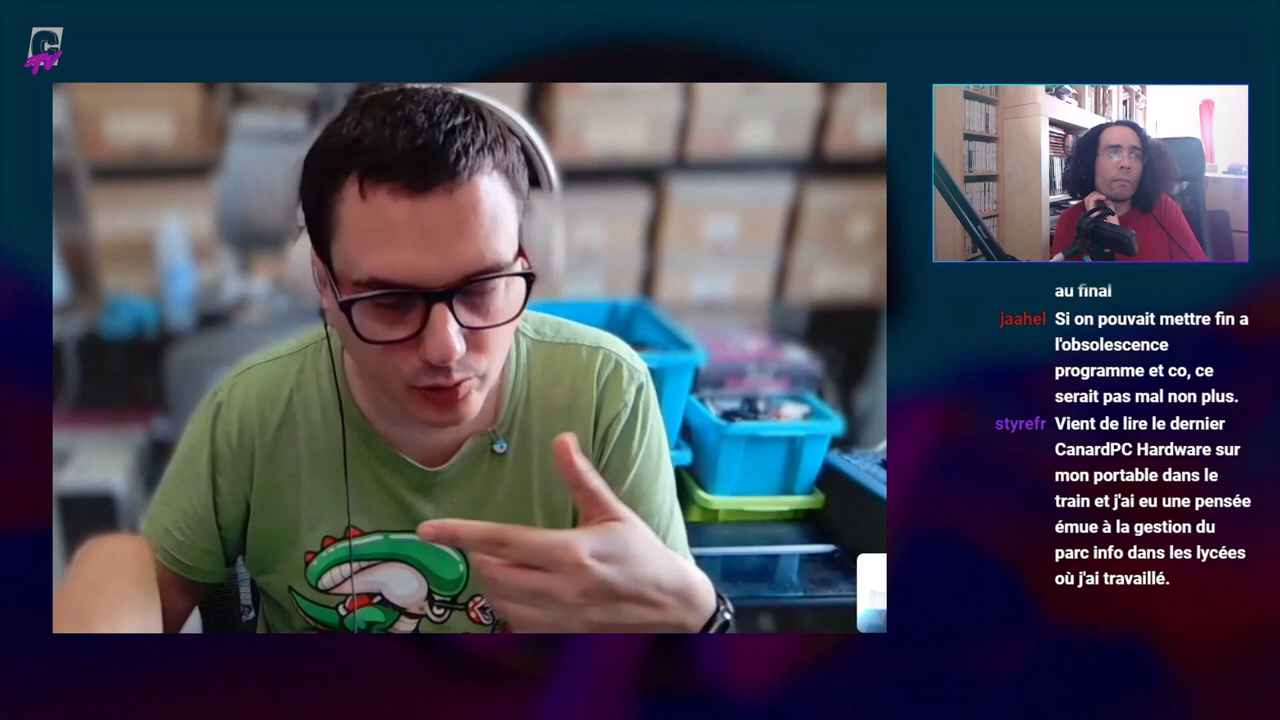 C
TV
au final
jaahel Si on pouvait mettre fin a
l'obsolescence
programme et co, ce
serait pas mal non plus.
styrefr Vient de lire le dernier
CanardPC Hardware sur
mon portable dans le
train et j'ai eu une pensée
émue à la gestion du
parc info dans les lycées
où j'ai travaillé.